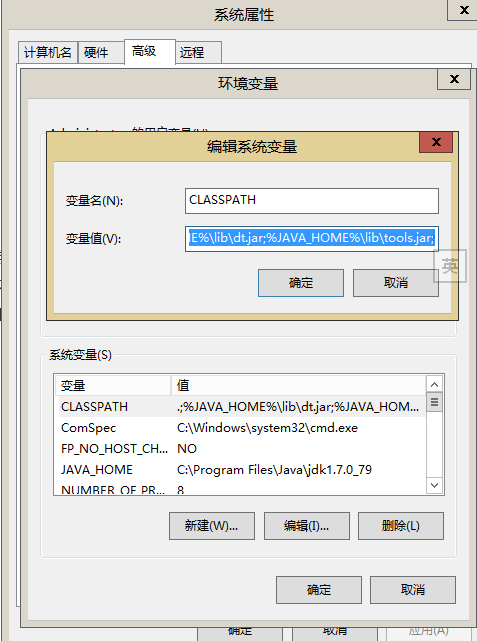 系统属性
计算机名 硬件 高级 远程
环境变量
编辑系统变量
变量名(N): CLASSPATH
变量值(V): IE%\lib\dt.jar;%JAVA_HOME%\lib\tools.jar;
英
确定 取消
系统变量(S)
变量 值
CLASSPATH .;%JAVA_HOME%\lib\dt.jar;%JAVA_HOM...
ComSpec C:\Windows\system32\cmd.exe
FP_NO_HOST_CH... NO
JAVA_HOME C:\Program Files\Java\jdk1.7.0_79
NUMBER_OF_PR... 8
新建(W)... 编辑(I)... 删除(L)
确定 取消
确定 取消 应用(A)